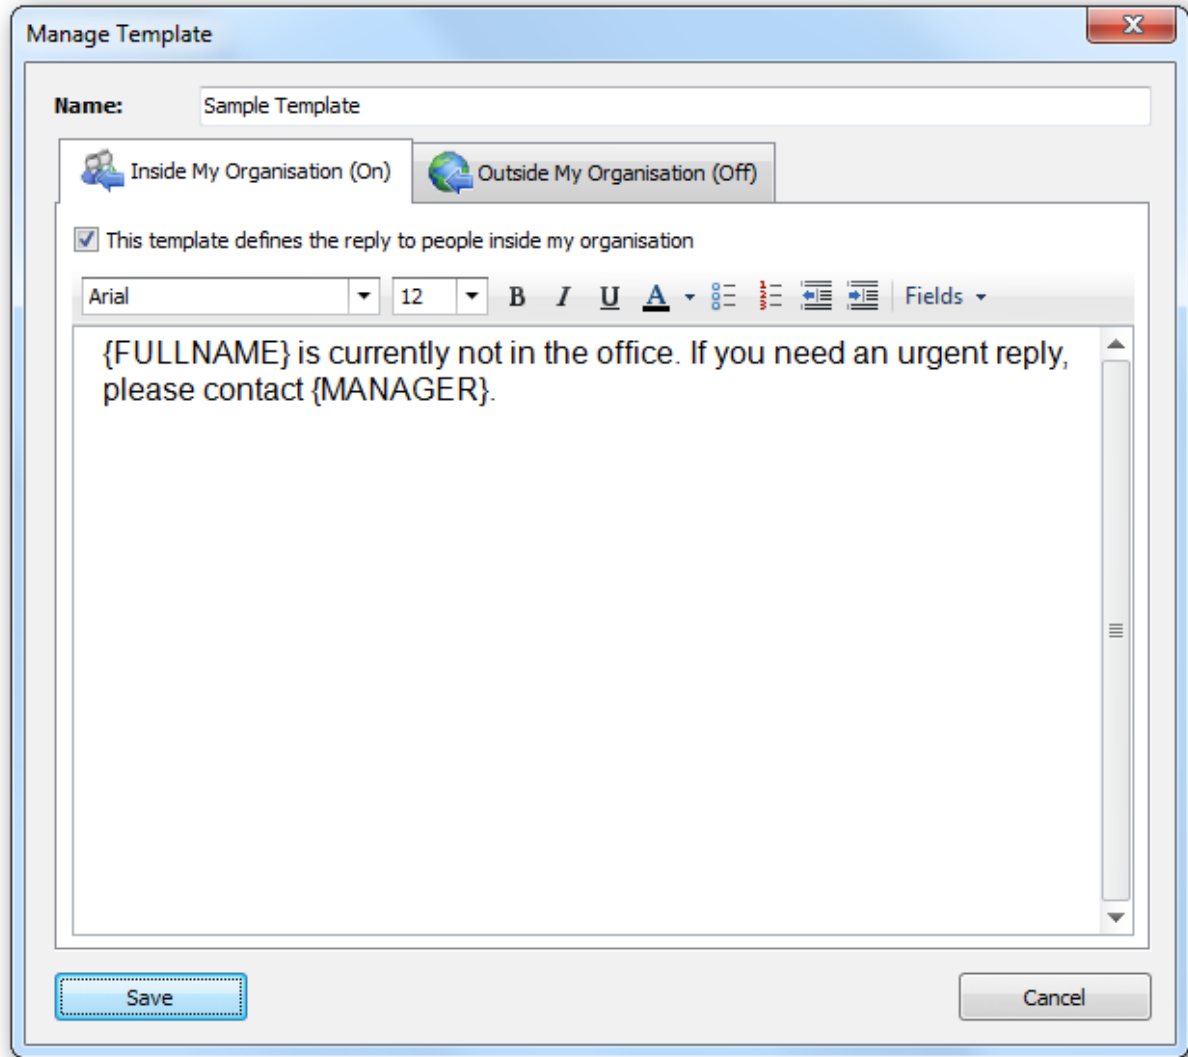 Manage Template
Name: Sample Template
Inside My Organisation (On) Outside My Organisation (Off)
This template defines the reply to people inside my organisation
Arial 12 B I U A Fields
{FULLNAME} is currently not in the office. If you need an urgent reply,
please contact {MANAGER}.
Save Cancel